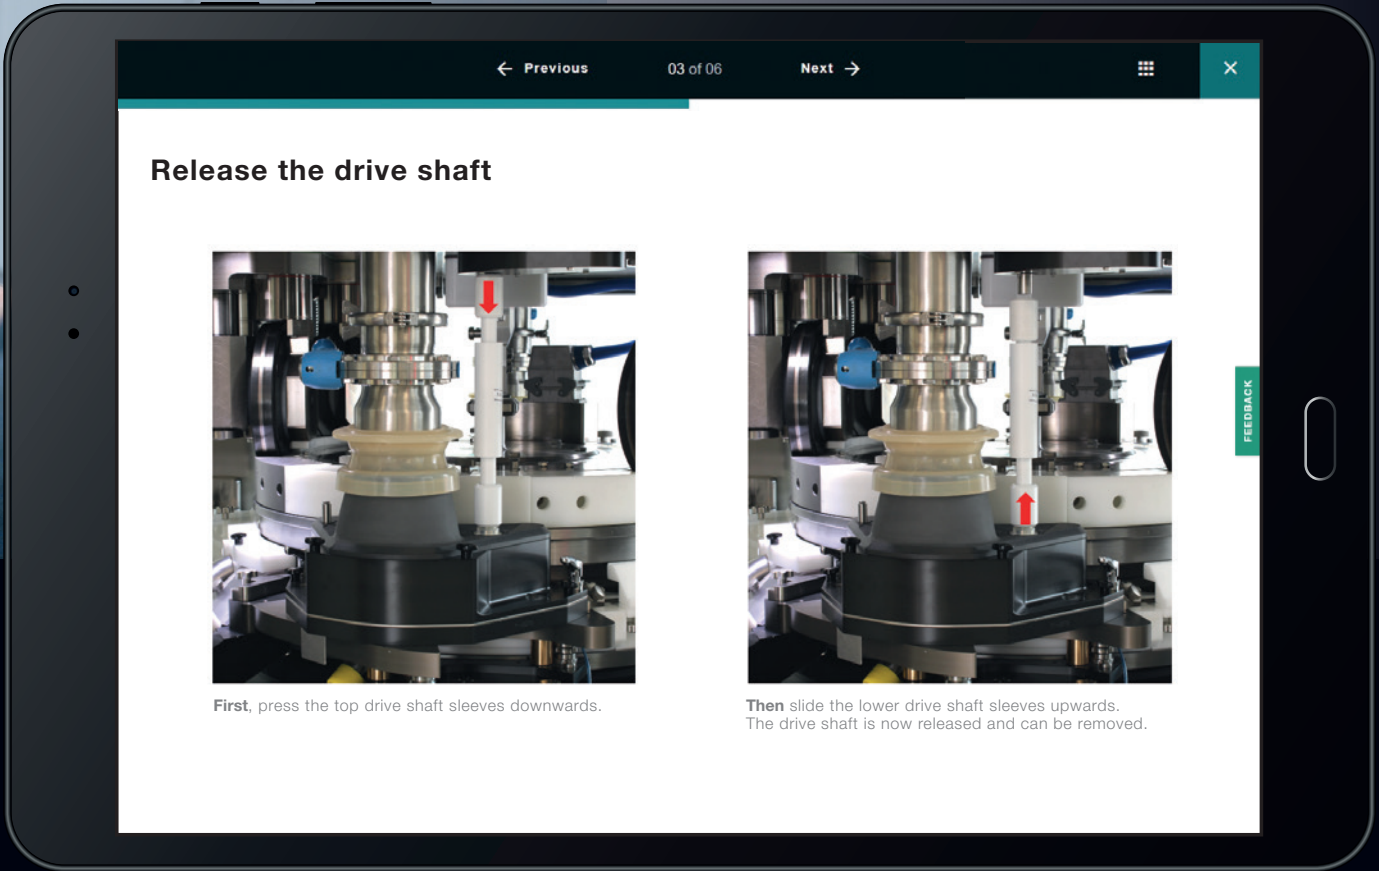 Previous
03 of 06
Next
Release the drive shaft
FEEDBACK
First, press the top drive shaft sleeves downwards.
Then slide the lower drive shaft sleeves upwards.
The drive shaft is now released and can be removed.